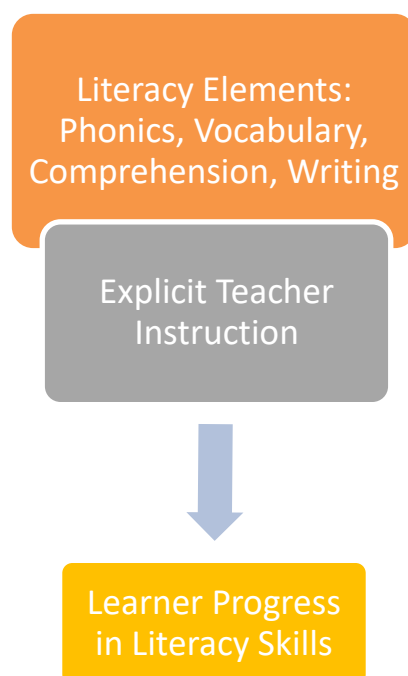 Literacy Elements:
Phonics, Vocabulary,
Comprehension, Writing
Explicit Teacher
Instruction
Learner Progress
in Literacy Skills